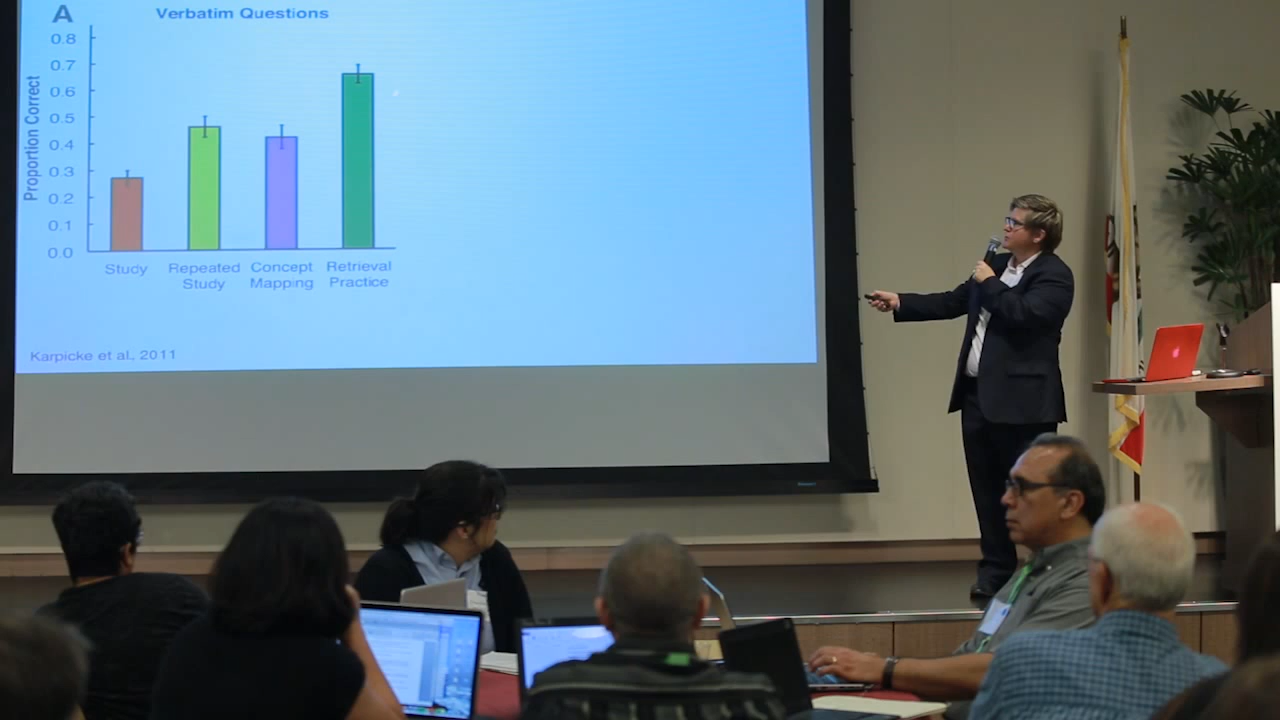 A
Verbatim Questions
Proportion Correct
0.8
0.7
0.6
0.5
0.4
0.3
0.2
0.1
0.0
Study
Repeated Study
Concept Mapping
Retrieval Practice
Karpicke et al., 2011